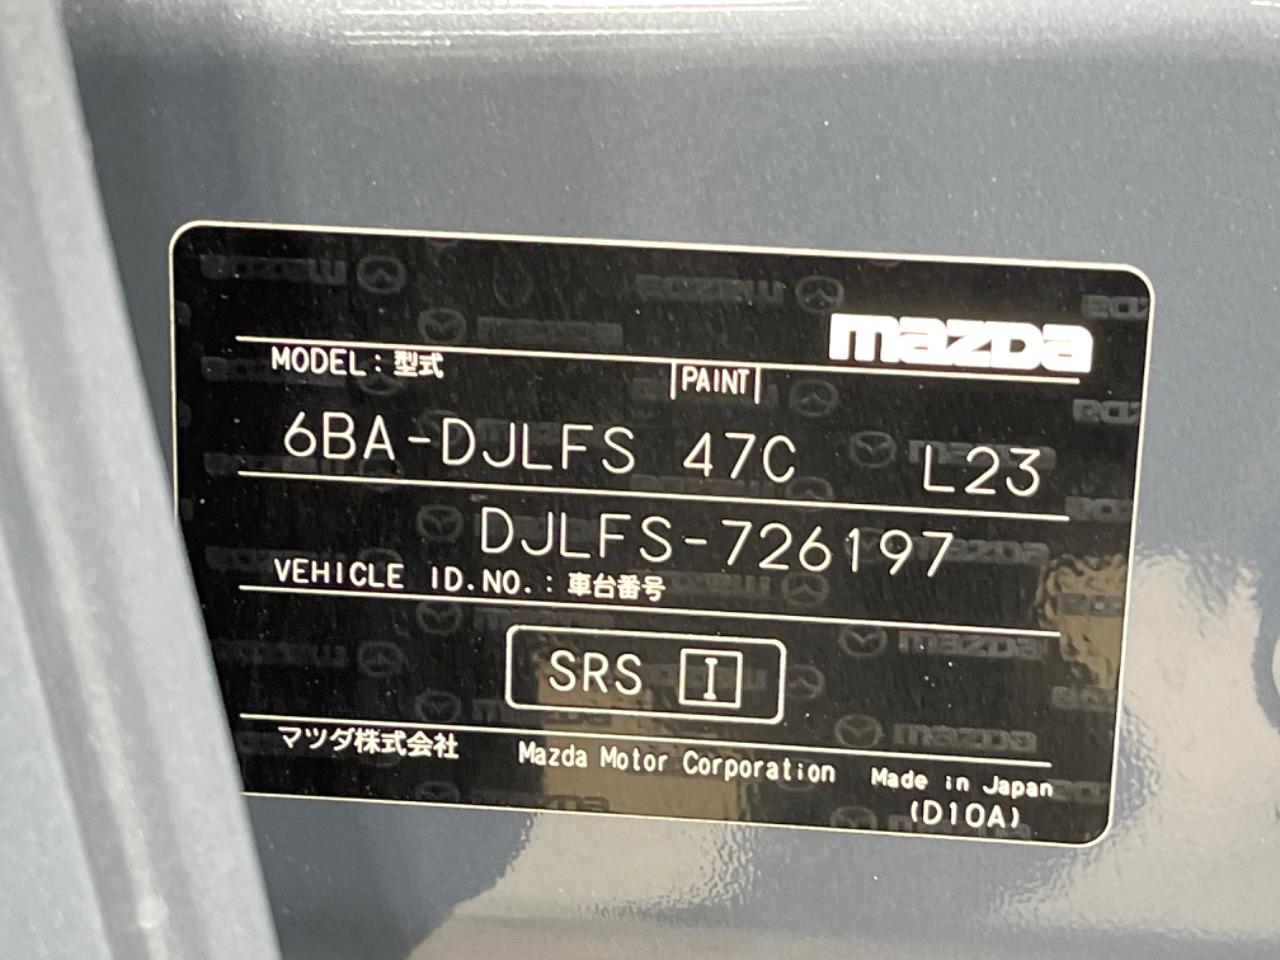 mazda
MODEL : 型式 PAINT
6BA-DJLFS 47C L23
DJLFS-726197
VEHICLE ID.NO. : 車台番号
SRS I
マツダ株式会社 Mazda Motor Corporation Made in Japan
(D10A)